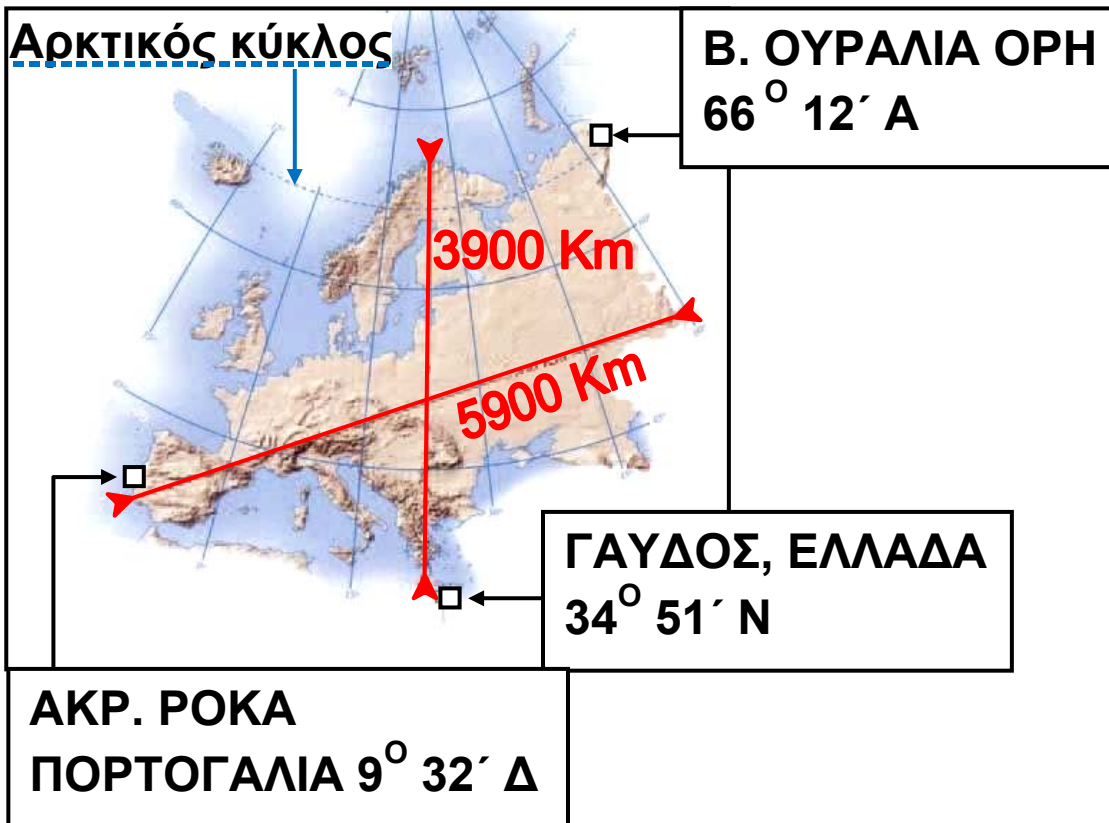 Αρκτικός κύκλος
Β. ΟΥΡΑΛΙΑ ΟΡΗ
66 Ο 12΄ Α
3900 Km
5900 Km
ΓΑΥΔΟΣ, ΕΛΛΑΔΑ
34Ο 51΄ Ν
ΑΚΡ. ΡΟΚΑ
ΠΟΡΤΟΓΑΛΙΑ 9Ο 32΄ Δ